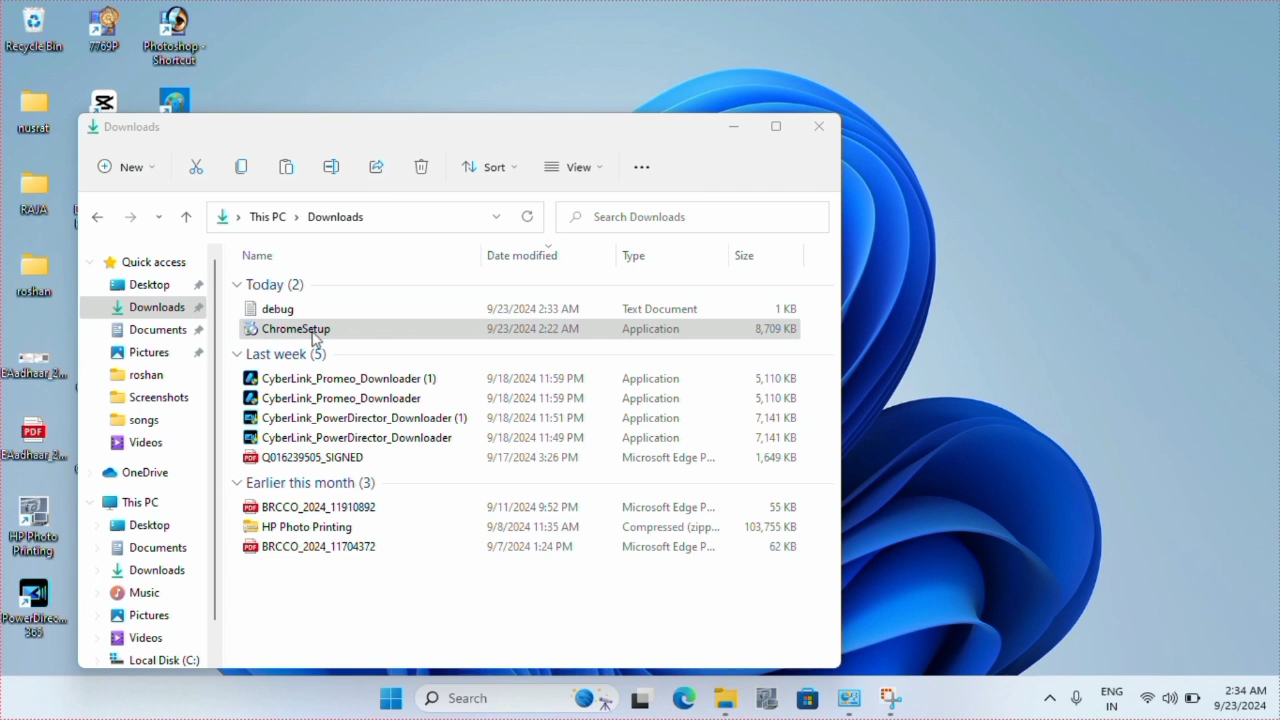 Recycle Bin
7769P
Photoshop - Shortcut
nusrat
RAJA
roshan
EAadhaar_2...
EAadhaar_2...
HP Photo Printing
PowerDirec... 365
Downloads
New
Sort
View
This PC > Downloads
Search Downloads
Name Date modified Type Size
Quick access
Desktop
Downloads
Documents
Pictures
roshan
Screenshots
songs
Videos
OneDrive
This PC
Desktop
Documents
Downloads
Music
Pictures
Videos
Local Disk (C:)
Today (2)
debug 9/23/2024 2:33 AM Text Document 1 KB
ChromeSetup 9/23/2024 2:22 AM Application 8,709 KB
Last week (5)
CyberLink_Promeo_Downloader (1) 9/18/2024 11:59 PM Application 5,110 KB
CyberLink_Promeo_Downloader 9/18/2024 11:59 PM Application 5,110 KB
CyberLink_PowerDirector_Downloader (1) 9/18/2024 11:51 PM Application 7,141 KB
CyberLink_PowerDirector_Downloader 9/18/2024 11:49 PM Application 7,141 KB
Q016239505_SIGNED 9/17/2024 3:26 PM Microsoft Edge P... 1,649 KB
Earlier this month (3)
BRCCO_2024_11910892 9/11/2024 9:52 PM Microsoft Edge P... 55 KB
HP Photo Printing 9/8/2024 11:35 AM Compressed (zipp... 103,755 KB
BRCCO_2024_11704372 9/7/2024 1:24 PM Microsoft Edge P... 62 KB
Search
ENG
IN
2:34 AM
9/23/2024